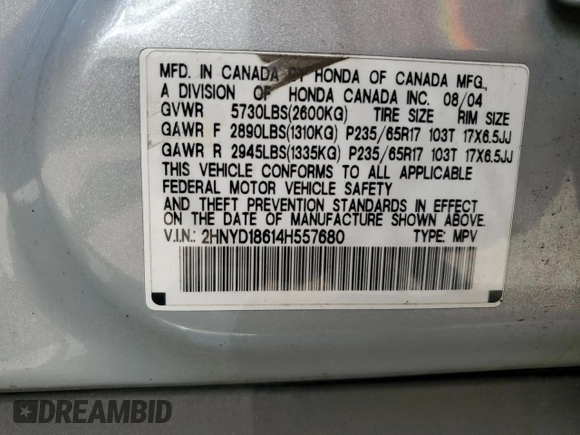 MFD. IN CANADA BY HONDA OF CANADA MFG.,
A DIVISION OF HONDA CANADA INC. 08/04
GVWR 5730LBS(2600KG) TIRE SIZE RIM SIZE
GAWR F 2890LBS(1310KG) P235/65R17 103T 17X6.5JJ
GAWR R 2945LBS(1335KG) P235/65R17 103T 17X6.5JJ
THIS VEHICLE CONFORMS TO ALL APPLICABLE
FEDERAL MOTOR VEHICLE SAFETY
AND THEFT PREVENTION STANDARDS IN EFFECT
ON THE DATE OF MANUFACTURE SHOWN ABOVE.
V.I.N.: 2HNYD18614H557680 TYPE: MPV
DREAMBID